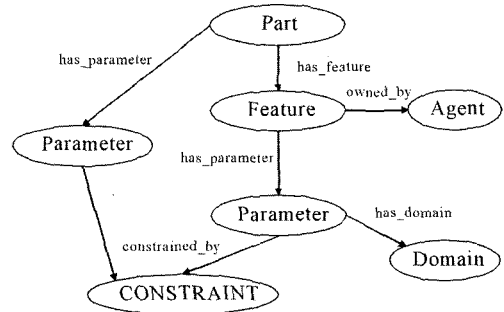 Part
has_parameter
has_feature
owned_by
Feature
Agent
Parameter
has_parameter
Parameter
has_domain
constrained_by
Domain
CONSTRAINT